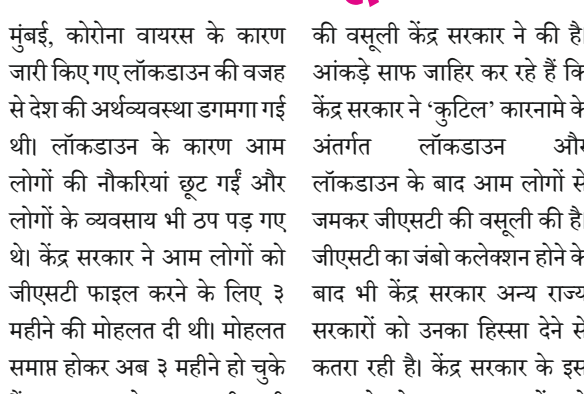 मुंबई, कोरोना वायरस के कारण
जारी किए गए लॉकडाउन की वजह
से देश की अर्थव्यवस्था डगमगा गई
थी। लॉकडाउन के कारण आम
लोगों की नौकरियां छूट गईं और
लोगों के व्यवसाय भी ठप पड़ गए
थे। केंद्र सरकार ने आम लोगों को
जीएसटी फाइल करने के लिए ३
महीने की मोहलत दी थी। मोहलत
समाप्त होकर अब ३ महीने हो चुके
की वसूली केंद्र सरकार ने की है।
आंकड़े साफ जाहिर कर रहे हैं कि
केंद्र सरकार ने ‘कुटिल’ कारनामे के
अंतर्गत लॉकडाउन और
लॉकडाउन के बाद आम लोगों से
जमकर जीएसटी की वसूली की है।
जीएसटी का जंबो कलेक्शन होने के
बाद भी केंद्र सरकार अन्य राज्य
सरकारों को उनका हिस्सा देने से
कतरा रही है। केंद्र सरकार के इस